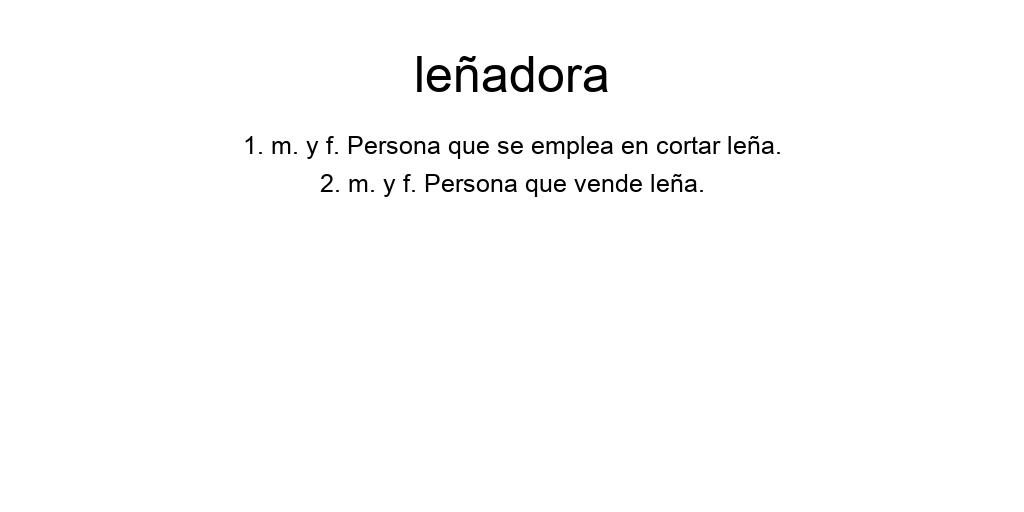 leñadora
1. m. y f. Persona que se emplea en cortar leña.
2. m. y f. Persona que vende leña.